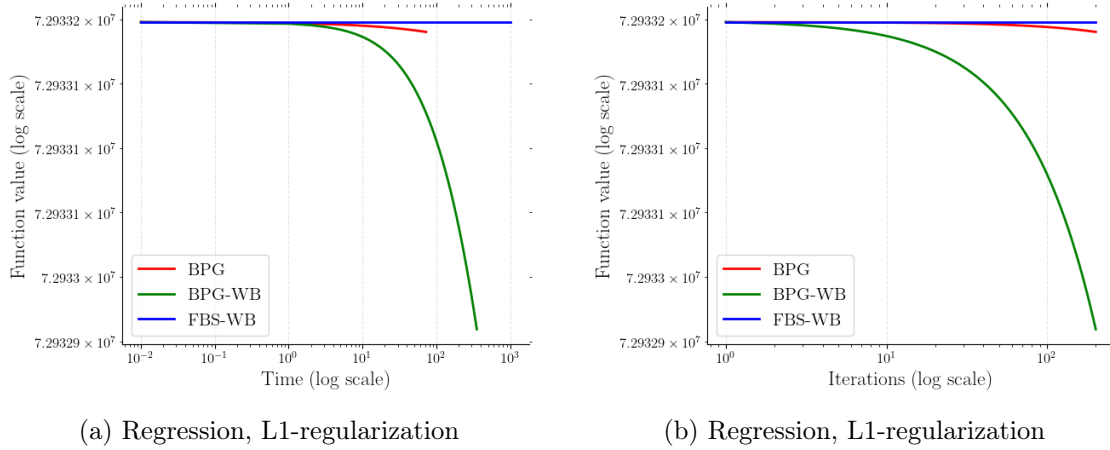 7.29332 × 10^7
7.29331 × 10^7
7.29331 × 10^7
7.29331 × 10^7
7.2933 × 10^7
7.29329 × 10^7
Function value (log scale)
BPG
BPG-WB
FBS-WB
10^−2
10^−1
10^0
10^1
10^2
10^3
Time (log scale)
(a) Regression, L1-regularization
7.29332 × 10^7
7.29331 × 10^7
7.29331 × 10^7
7.29331 × 10^7
7.2933 × 10^7
7.29329 × 10^7
Function value (log scale)
BPG
BPG-WB
FBS-WB
10^0
10^1
10^2
Iterations (log scale)
(b) Regression, L1-regularization